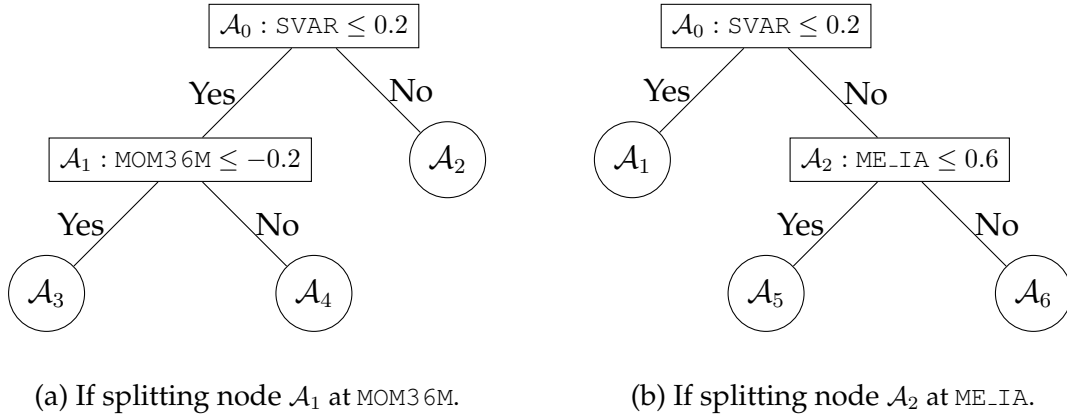 𝒜₀ : SVAR ≤ 0.2
𝒜₀ : SVAR ≤ 0.2
Yes
No
Yes
No
𝒜₁ : MOM36M ≤ −0.2
𝒜₂
𝒜₁
𝒜₂ : ME_IA ≤ 0.6
Yes
No
Yes
No
𝒜₃
𝒜₄
𝒜₅
𝒜₆
(a) If splitting node 𝒜₁ at MOM36M.
(b) If splitting node 𝒜₂ at ME_IA.